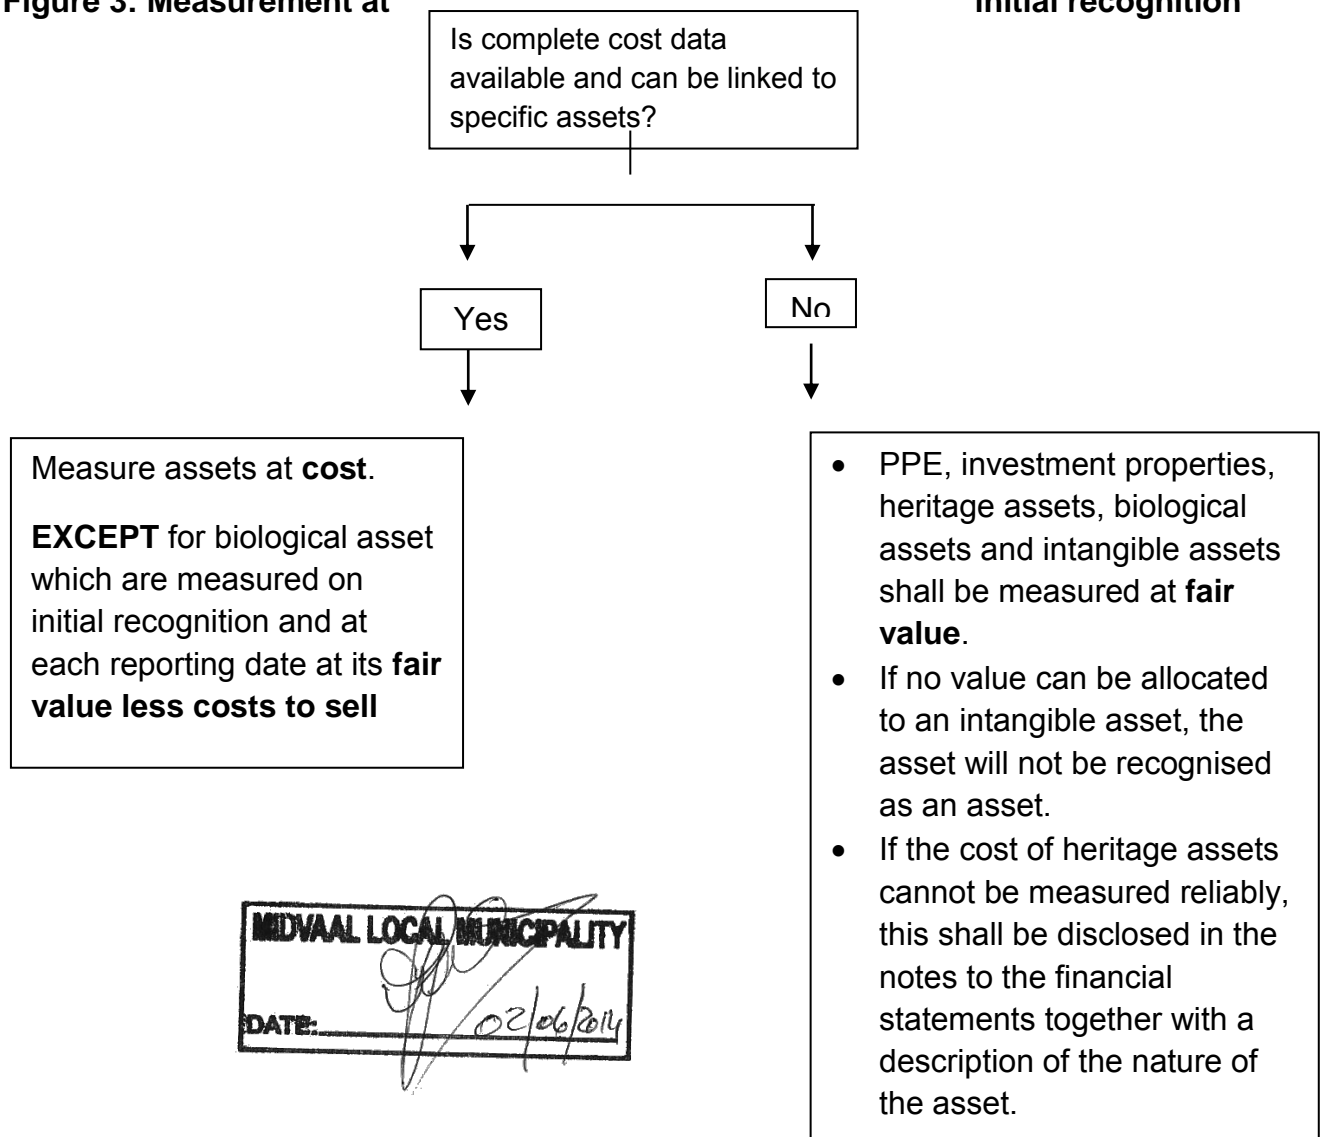 Figure 3: Measurement at initial recognition
Is complete cost data
available and can be linked to
specific assets?
Yes
No
Measure assets at cost.
EXCEPT for biological asset
which are measured on
initial recognition and at
each reporting date at its fair
value less costs to sell
• PPE, investment properties,
heritage assets, biological
assets and intangible assets
shall be measured at fair
value.
• If no value can be allocated
to an intangible asset, the
asset will not be recognised
as an asset.
• If the cost of heritage assets
cannot be measured reliably,
this shall be disclosed in the
notes to the financial
statements together with a
description of the nature of
the asset.
MIDVAAL LOCAL MUNICIPALITY
DATE: 02/06/2014